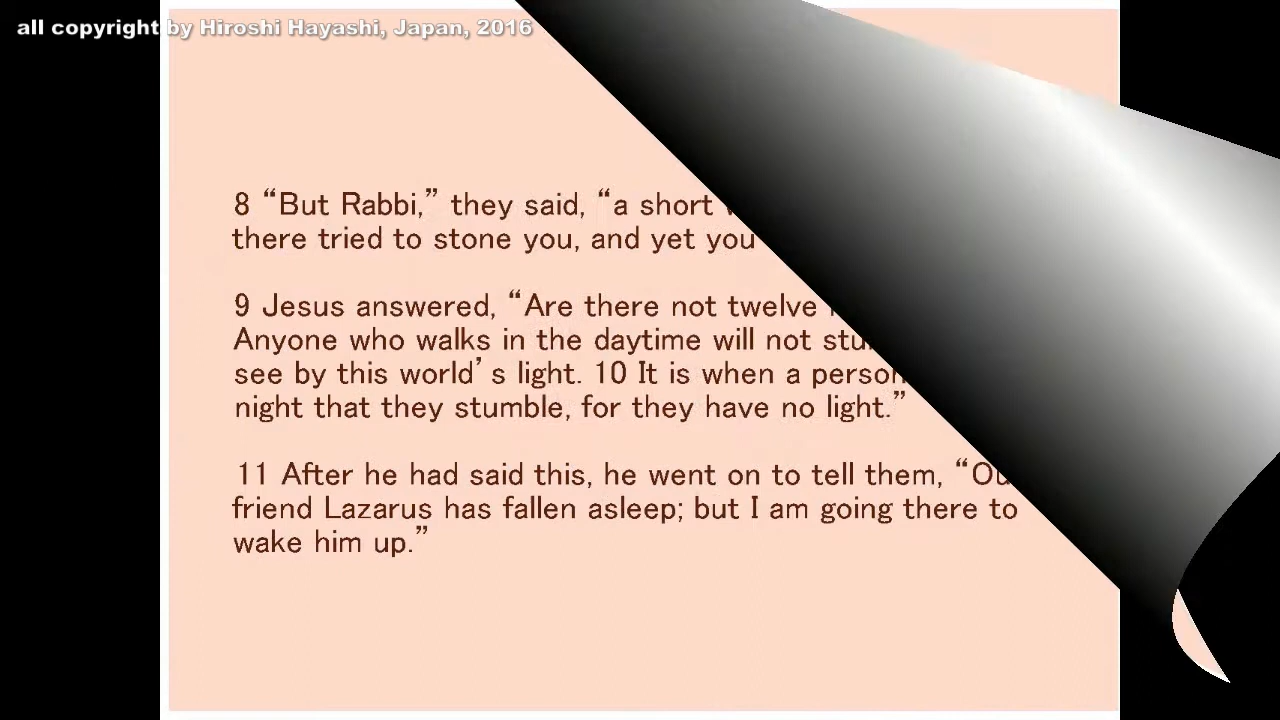 all copyright by Hiroshi Hayashi, Japan, 2016
8 “But Rabbi,” they said, “a short
there tried to stone you, and yet you
9 Jesus answered, “Are there not twelve
Anyone who walks in the daytime will not
see by this world’s light. 10 It is when a person
night that they stumble, for they have no light.”
11 After he had said this, he went on to tell them, “Our
friend Lazarus has fallen asleep; but I am going there to
wake him up.”